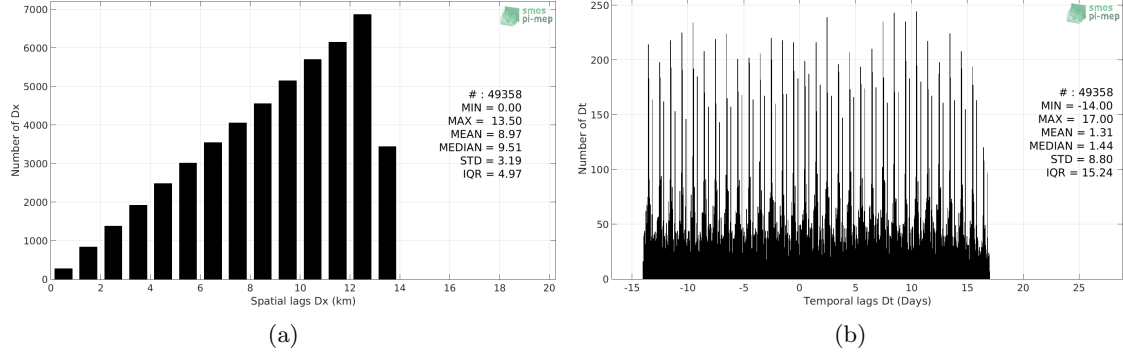 7000
6000
5000
4000
3000
2000
1000
0
Number of Dx
0 2 4 6 8 10 12 14 16 18 20
Spatial lags Dx (km)
smos
pi-mep
# : 49358
MIN = 0.00
MAX = 13.50
MEAN = 8.97
MEDIAN = 9.51
STD = 3.19
IQR = 4.97
(a)
250
200
150
100
50
0
Number of Dt
-15 -10 -5 0 5 10 15 20 25
Temporal lags Dt (Days)
smos
pi-mep
# : 49358
MIN = -14.00
MAX = 17.00
MEAN = 1.31
MEDIAN = 1.44
STD = 8.80
IQR = 15.24
(b)